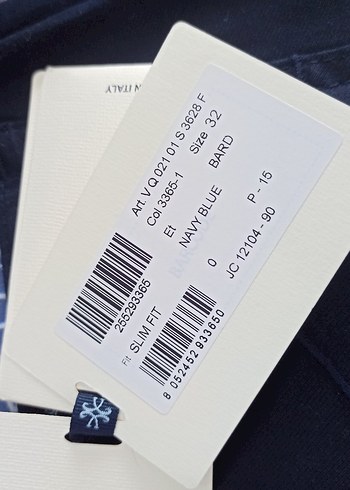 N ITALY
Art V Q 021 01 S 3628 F
Col 3365-1 Size 32
Et BARD
NAVY BLUE
0 P - 15
JC 12104 - 90
255293365
Fit SLIM FIT
8 052452 933650